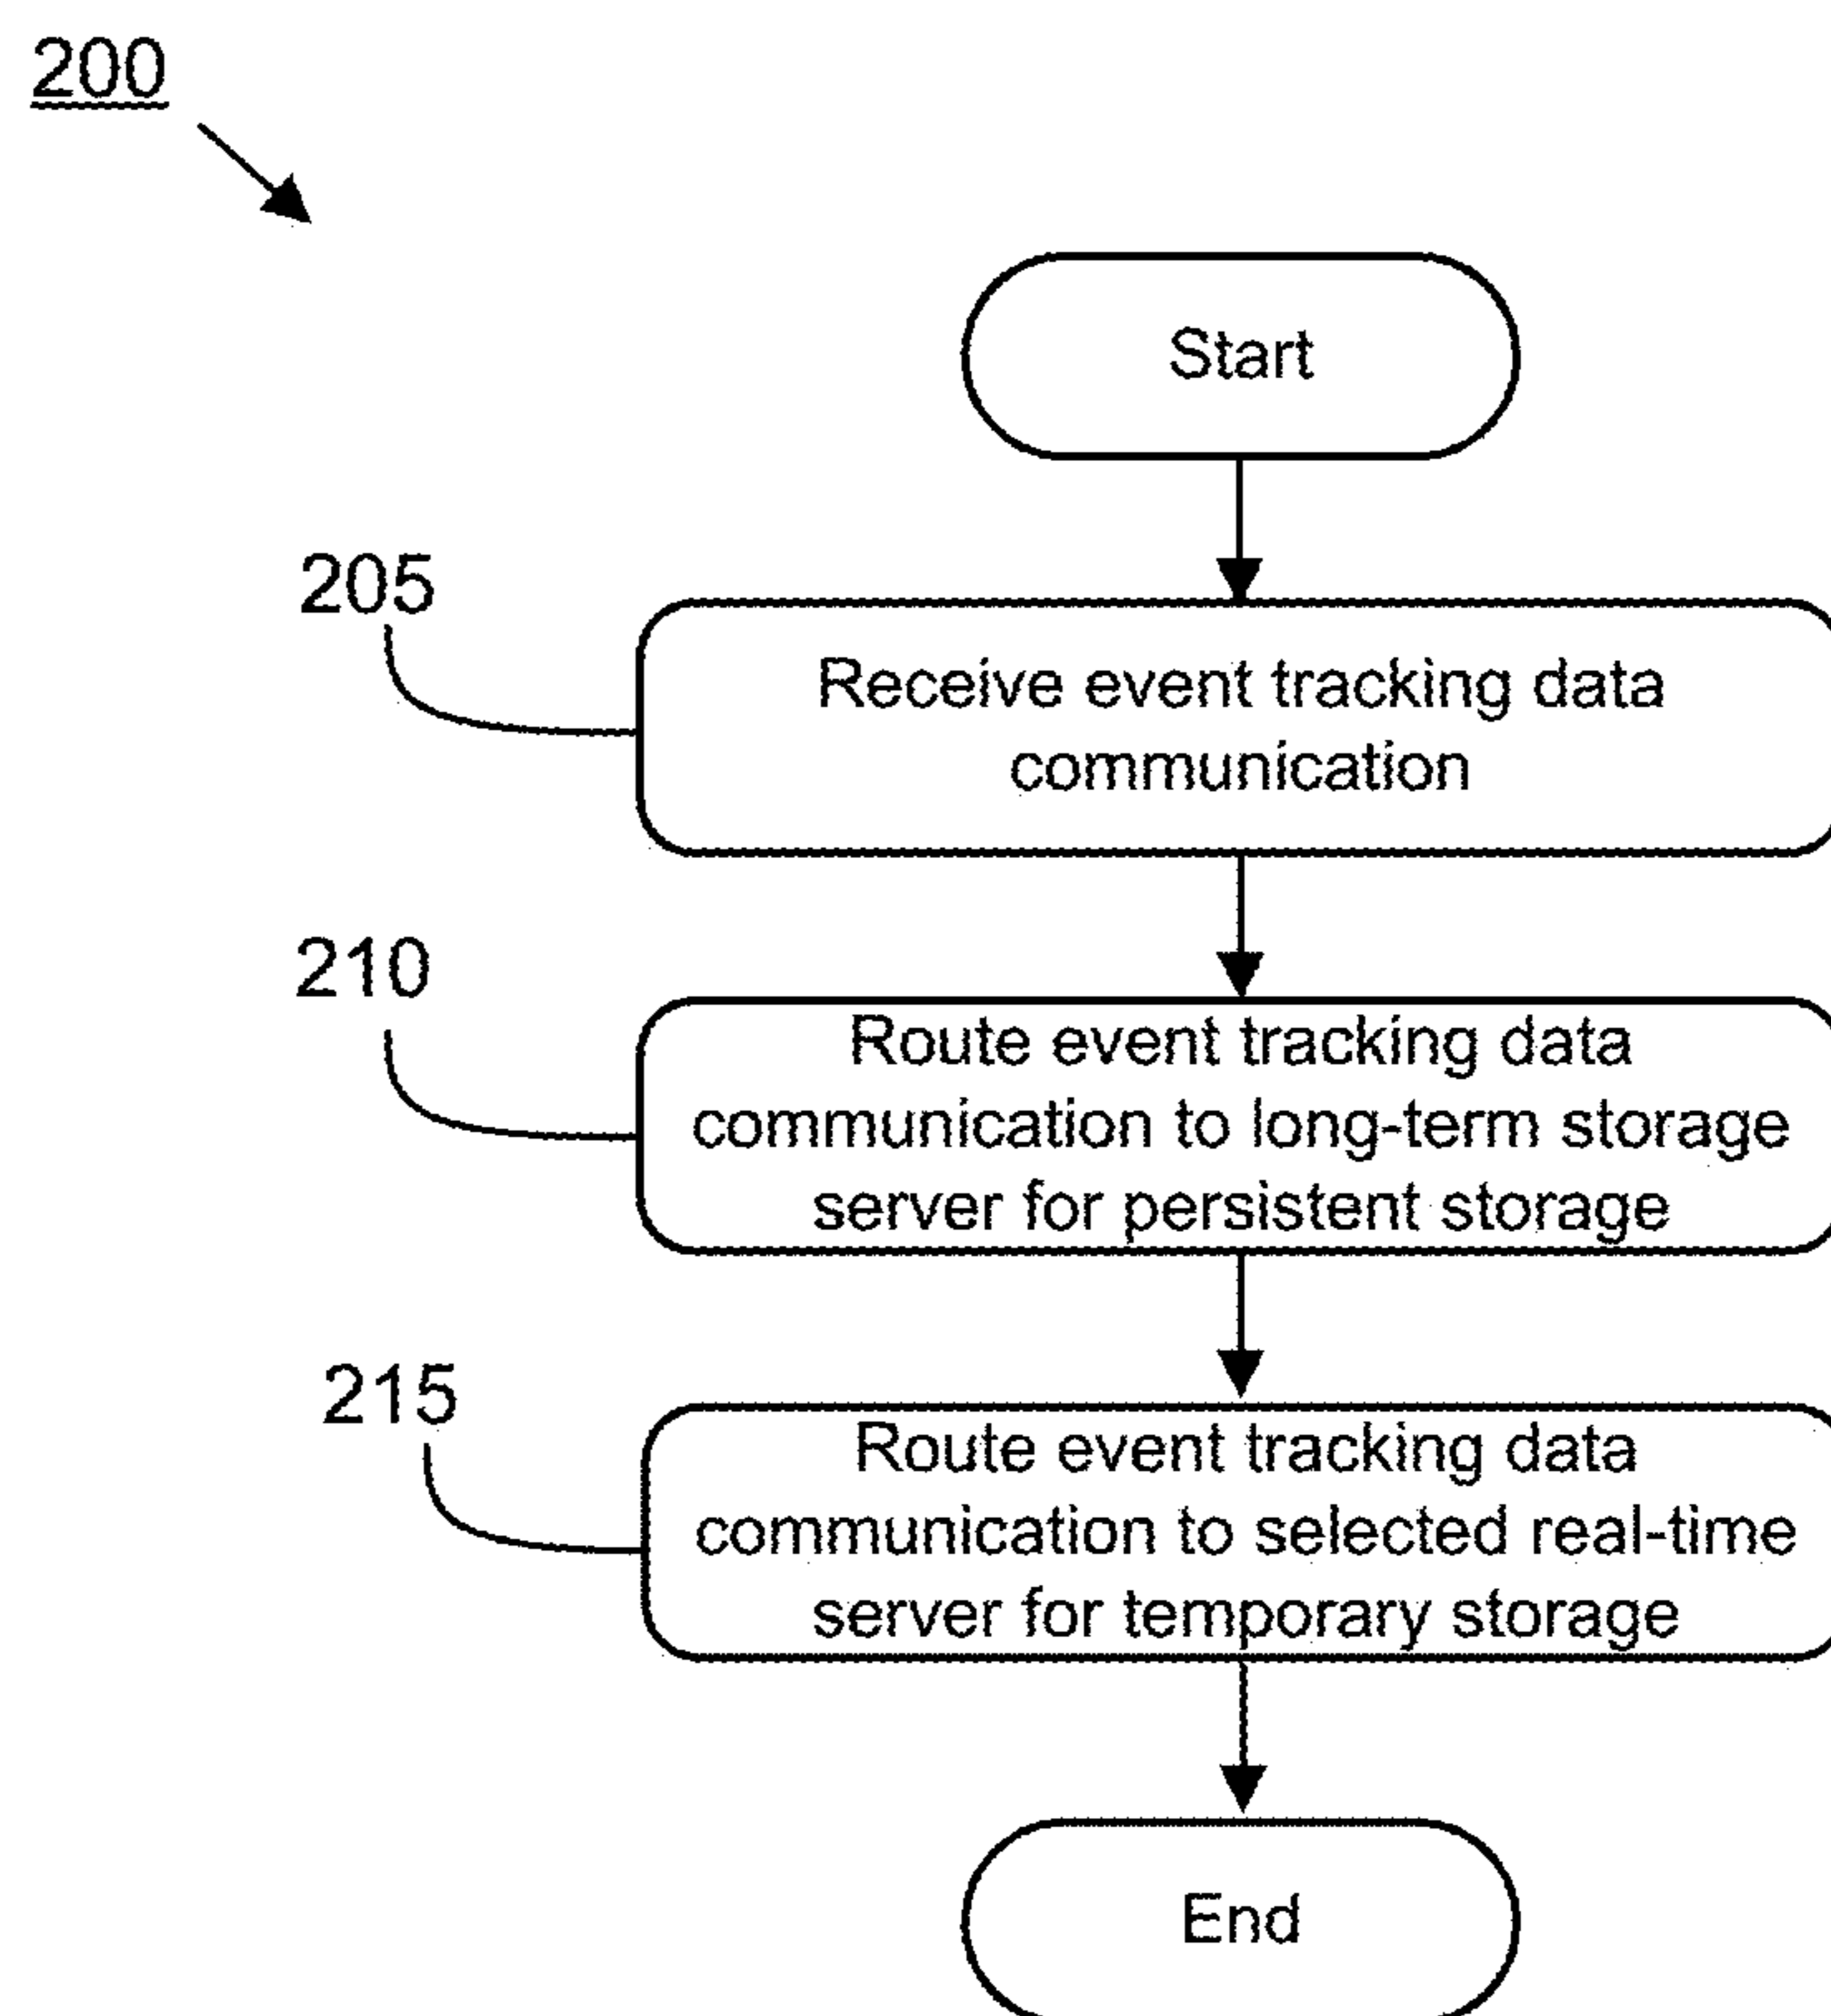 200
Start
205
Receive event tracking data
communication
210
Route event tracking data
communication to long-term storage
server for persistent storage
215
Route event tracking data
communication to selected real-time
server for temporary storage
End